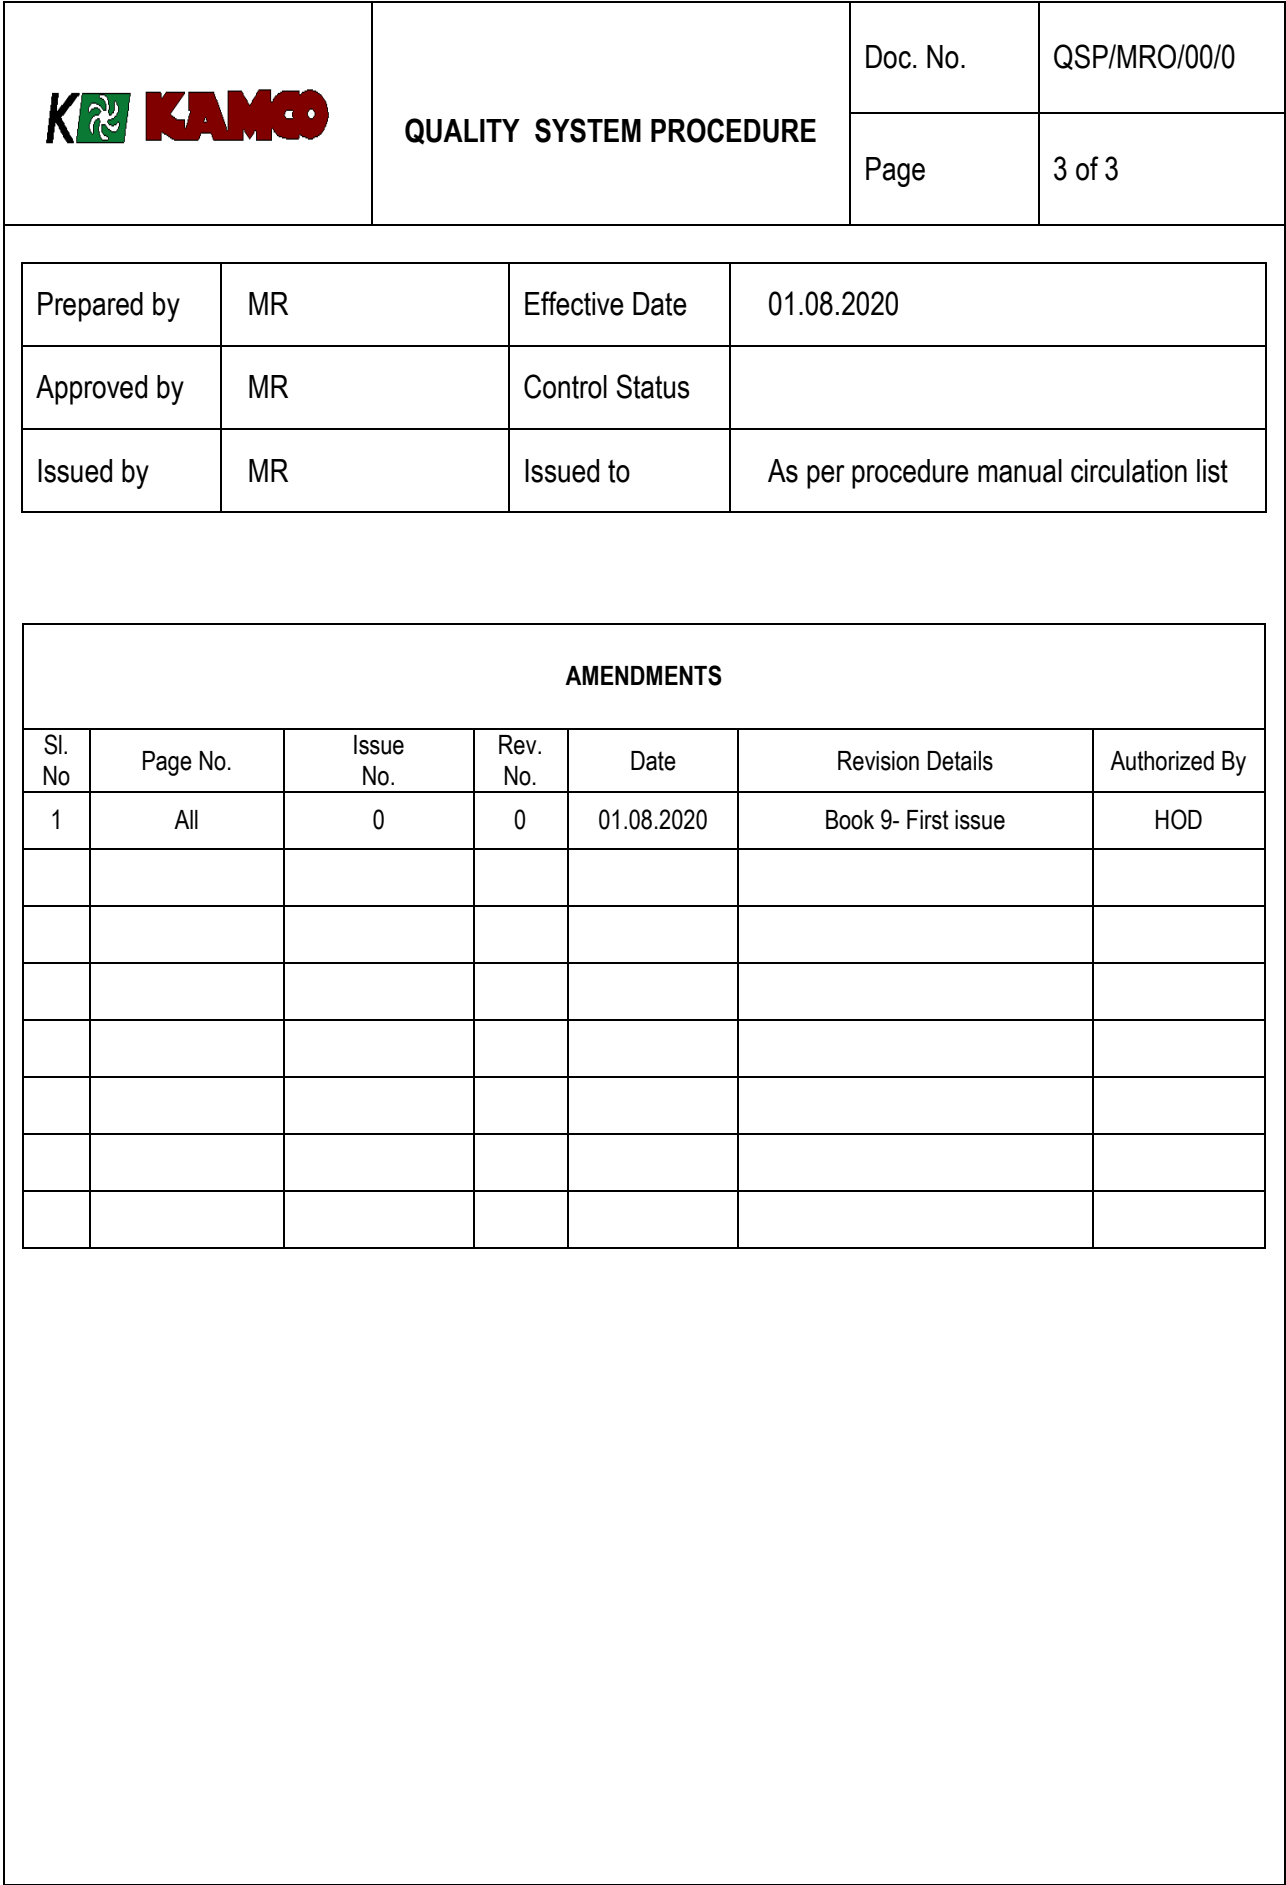 K KAMCO
QUALITY SYSTEM PROCEDURE
Doc. No. QSP/MRO/00/0
Page 3 of 3
Prepared by MR Effective Date 01.08.2020
Approved by MR Control Status
Issued by MR Issued to As per procedure manual circulation list
AMENDMENTS
Sl. No Page No. Issue No. Rev. No. Date Revision Details Authorized By
1 All 0 0 01.08.2020 Book 9- First issue HOD